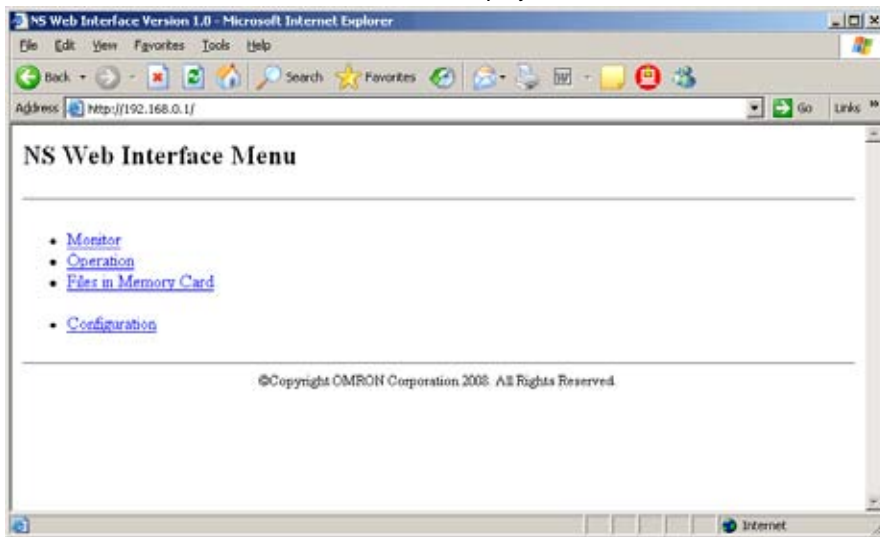 NS Web Interface Version 1.0 - Microsoft Internet Explorer
File Edit View Favorites Tools Help
Back Search Favorites
Address http://192.168.0.1/ Go Links »
NS Web Interface Menu
Monitor
Operation
Files in Memory Card
Configuration
©Copyright OMRON Corporation 2008. All Rights Reserved.
Internet